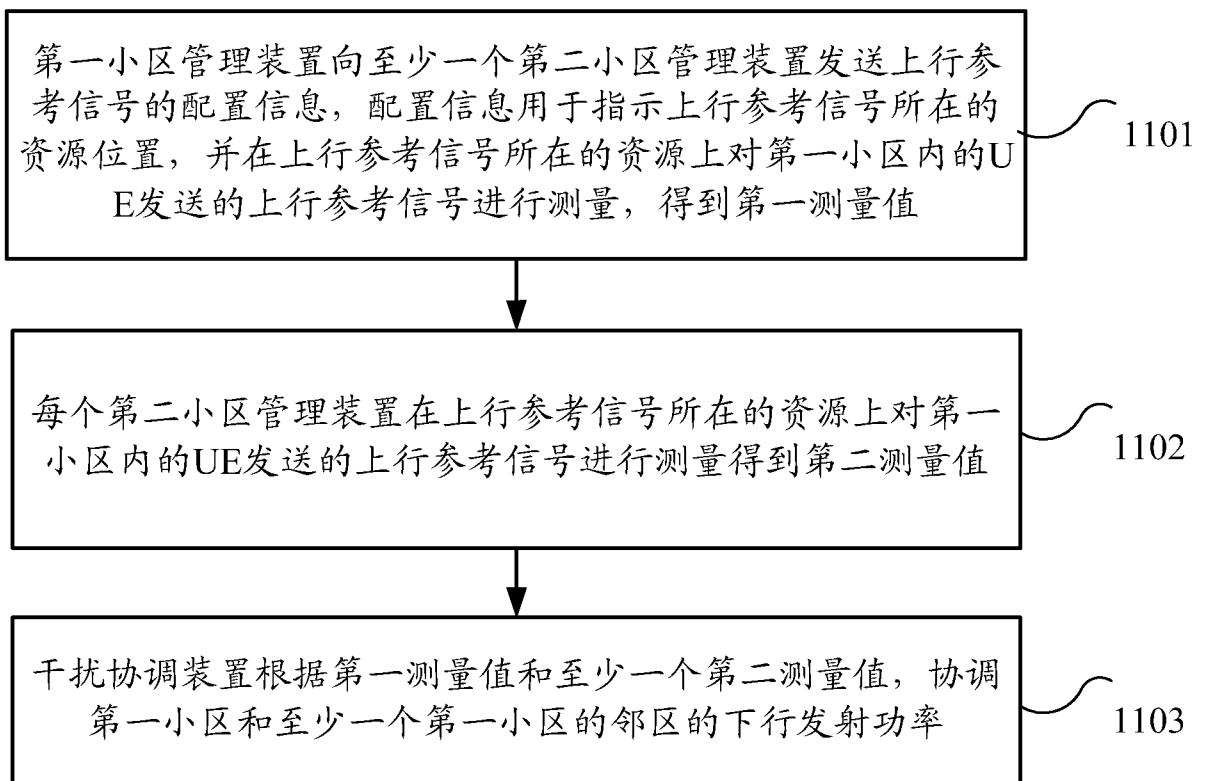 第一小区管理装置向至少一个第二小区管理装置发送上行参
考信号的配置信息，配置信息用于指示上行参考信号所在的
资源位置，并在上行参考信号所在的资源上对第一小区内的U
E发送的上行参考信号进行测量，得到第一测量值
1101
每个第二小区管理装置在上行参考信号所在的资源上对第一
小区内的UE发送的上行参考信号进行测量得到第二测量值
1102
干扰协调装置根据第一测量值和至少一个第二测量值，协调
第一小区和至少一个第一小区的邻区的下行发射功率
1103